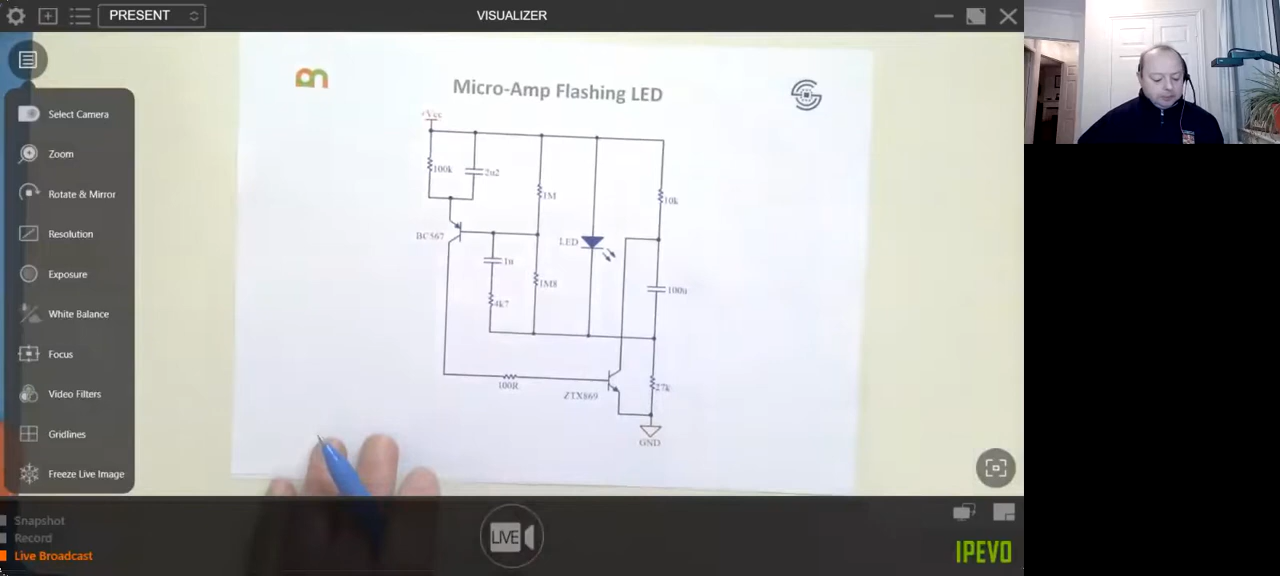 PRESENT
VISUALIZER
Select Camera
Zoom
Rotate & Mirror
Resolution
Exposure
White Balance
Focus
Video Filters
Gridlines
Freeze Live Image
Snapshot
Record
Live Broadcast
LIVE
IPEVO
Micro-Amp Flashing LED
+Vcc
100k
2u2
1M
10k
BC567
LED
1u
1M8
100u
4k7
100R
ZTX869
27k
GND